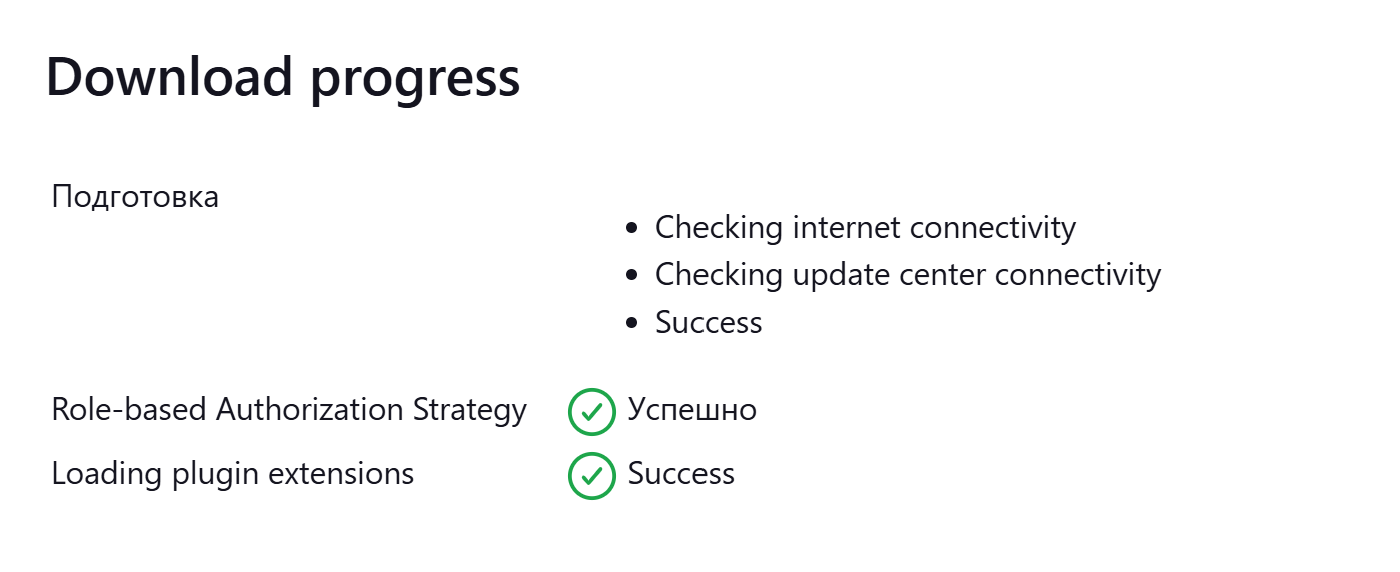 Download progress
Подготовка
Checking internet connectivity
Checking update center connectivity
Success
Role-based Authorization Strategy Успешно
Loading plugin extensions Success